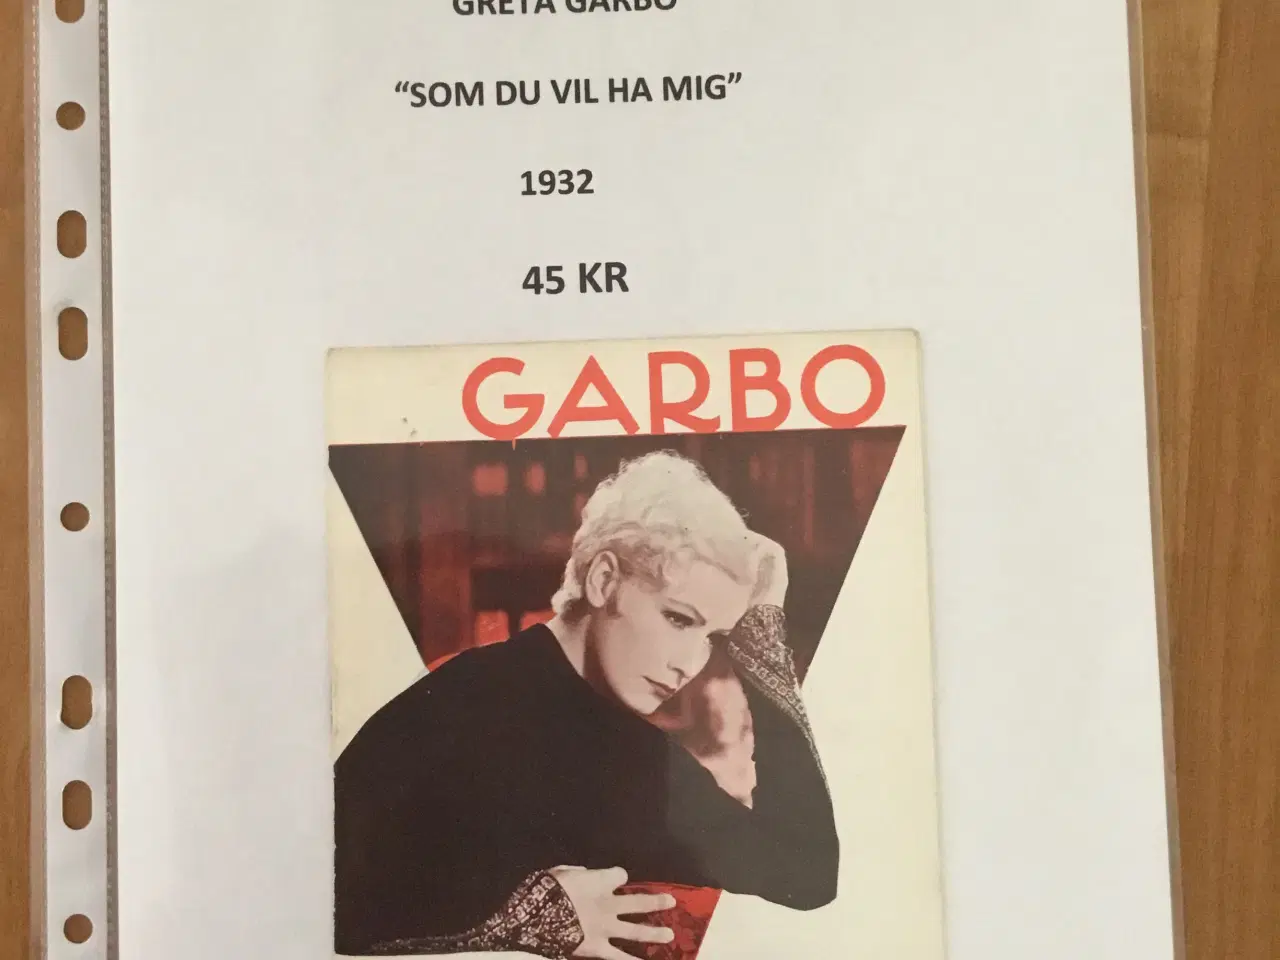 GRETA GARBO
“SOM DU VIL HA MIG”
1932
45 KR
GARBO